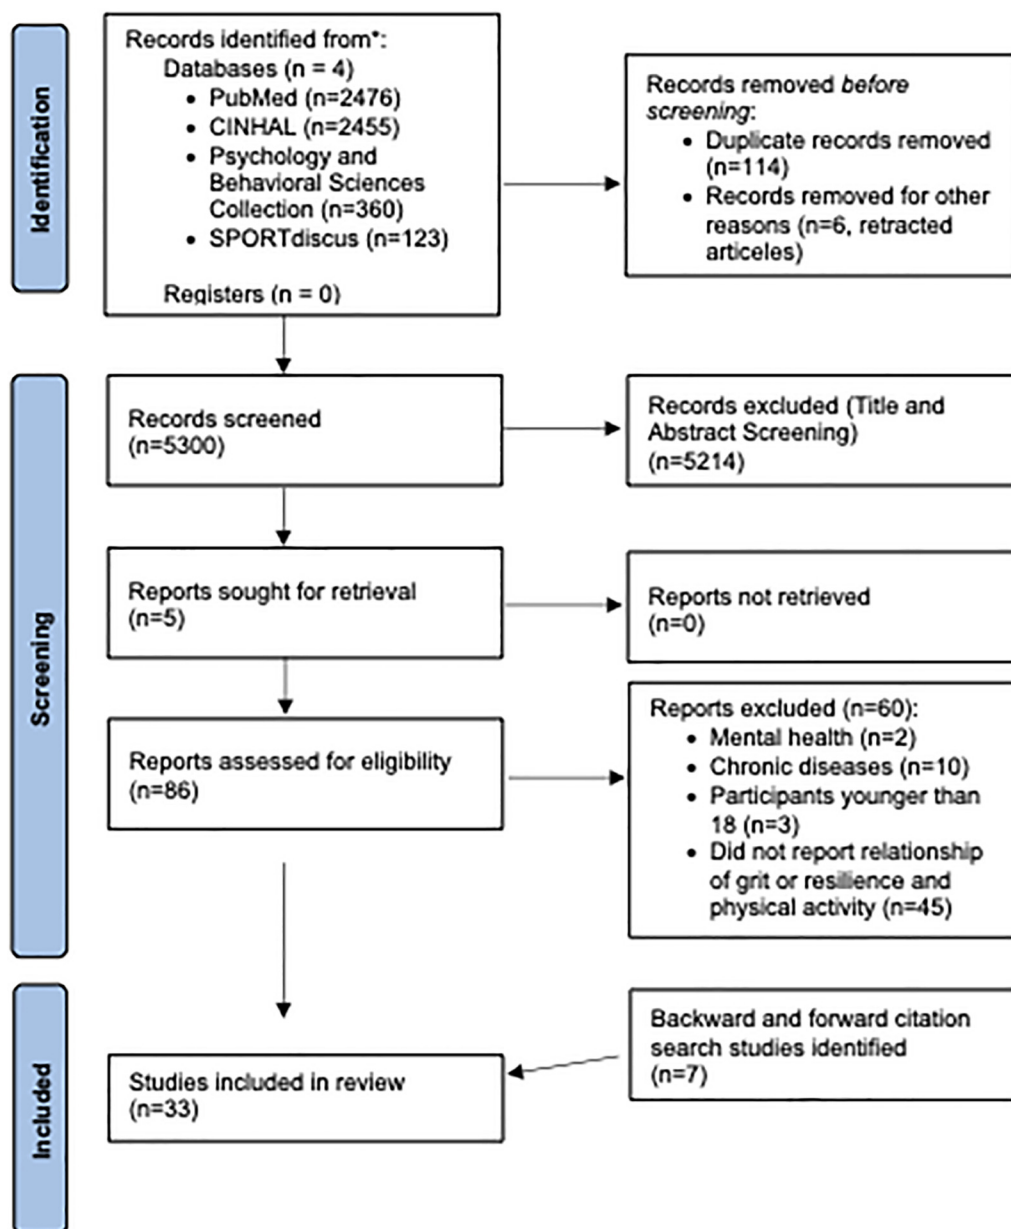 Identification
Records identified from*:
Databases (n = 4)
• PubMed (n=2476)
• CINHAL (n=2455)
• Psychology and
Behavioral Sciences
Collection (n=360)
• SPORTdiscus (n=123)
Registers (n = 0)
Records removed before
screening:
• Duplicate records removed
(n=114)
• Records removed for other
reasons (n=6, retracted
articeles)
Screening
Records screened
(n=5300)
Records excluded (Title and
Abstract Screening)
(n=5214)
Reports sought for retrieval
(n=5)
Reports not retrieved
(n=0)
Reports assessed for eligibility
(n=86)
Reports excluded (n=60):
• Mental health (n=2)
• Chronic diseases (n=10)
• Participants younger than
18 (n=3)
• Did not report relationship
of grit or resilience and
physical activity (n=45)
Included
Backward and forward citation
search studies identified
(n=7)
Studies included in review
(n=33)